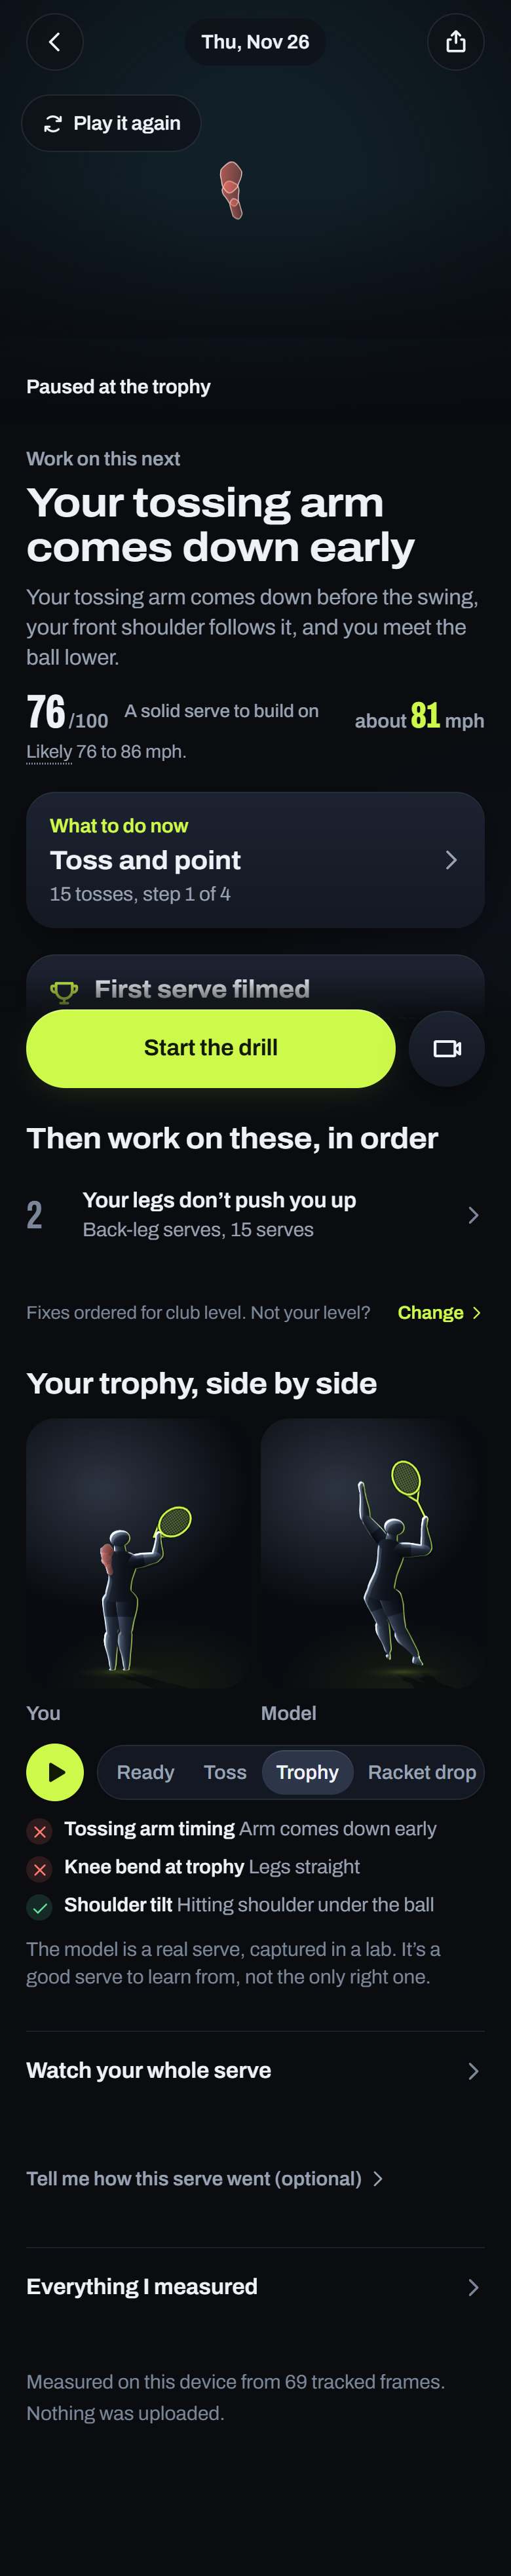 Thu, Nov 26
Play it again
Paused at the trophy
Work on this next
Your tossing arm
comes down early
Your tossing arm comes down before the swing,
your front shoulder follows it, and you meet the
ball lower.
76/100 A solid serve to build on about 81 mph
Likely 76 to 86 mph.
What to do now
Toss and point
15 tosses, step 1 of 4
First serve filmed
Start the drill
Then work on these, in order
2 Your legs don’t push you up
Back-leg serves, 15 serves
Fixes ordered for club level. Not your level? Change
Your trophy, side by side
You Model
Ready Toss Trophy Racket drop
Tossing arm timing Arm comes down early
Knee bend at trophy Legs straight
Shoulder tilt Hitting shoulder under the ball
The model is a real serve, captured in a lab. It’s a
good serve to learn from, not the only right one.
Watch your whole serve
Tell me how this serve went (optional)
Everything I measured
Measured on this device from 69 tracked frames.
Nothing was uploaded.